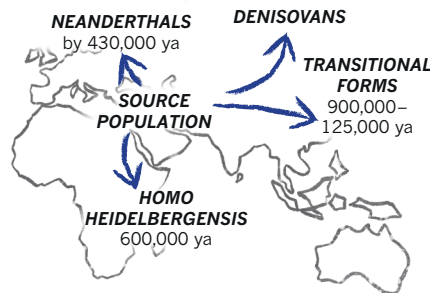 NEANDERTHALS
by 430,000 ya
DENISOVANS
TRANSITIONAL
FORMS
900,000–
125,000 ya
SOURCE
POPULATION
HOMO
HEIDELBERGENSIS
600,000 ya